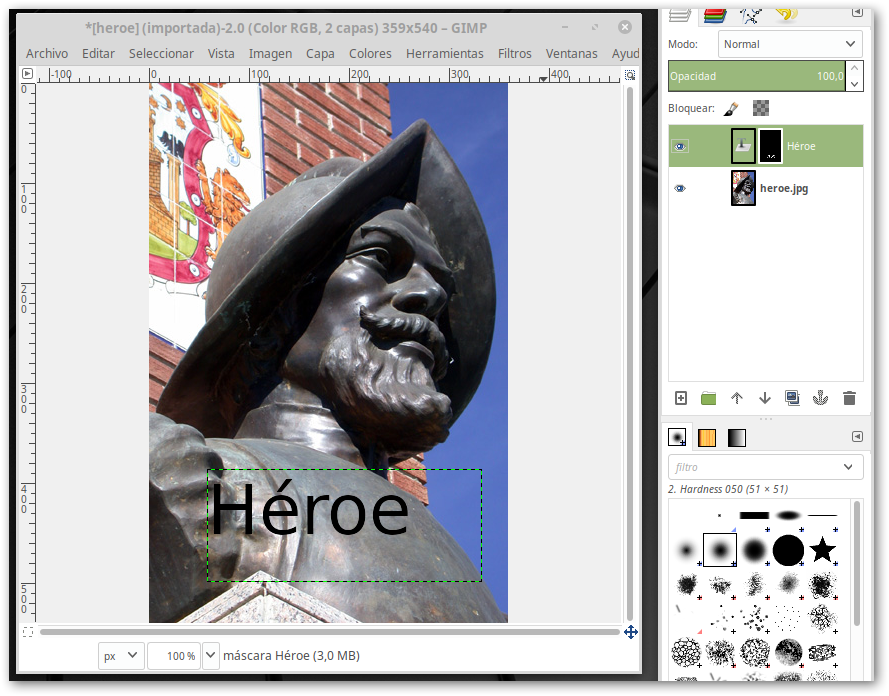 *[heroe] (importada)-2.0 (Color RGB, 2 capas) 359x540 – GIMP
Archivo Editar Seleccionar Vista Imagen Capa Colores Herramientas Filtros Ventanas Ayud
-100 0 100 200 300 400
0
100
200
300
400
500
Héroe
px 100 % máscara Héroe (3,0 MB)
Modo: Normal
Opacidad 100,0
Bloquear:
Héroe
heroe.jpg
filtro
2. Hardness 050 (51 × 51)